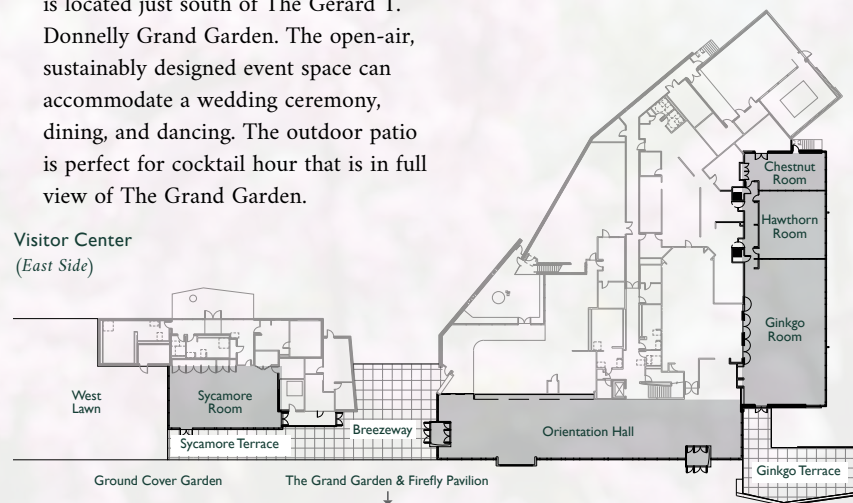 is located just south of The Gerard T.
Donnelly Grand Garden. The open-air,
sustainably designed event space can
accommodate a wedding ceremony,
dining, and dancing. The outdoor patio
is perfect for cocktail hour that is in full
view of The Grand Garden.
Visitor Center
(East Side)
Chestnut
Room
Hawthorn
Room
Ginkgo
Room
West
Lawn
Sycamore
Room
Sycamore Terrace
Breezeway
Orientation Hall
Ginkgo Terrace
Ground Cover Garden
The Grand Garden & Firefly Pavilion